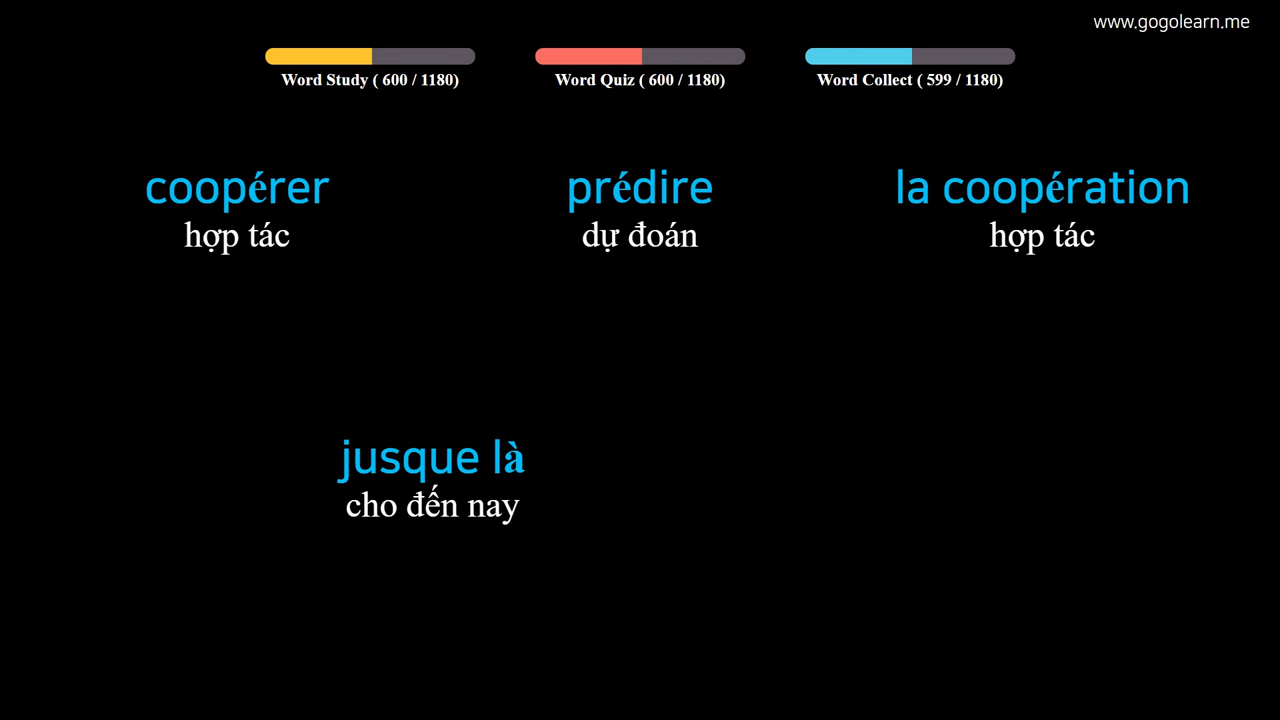 www.gogolearn.me
Word Study ( 600 / 1180)
Word Quiz ( 600 / 1180)
Word Collect ( 599 / 1180)
coopérer
hợp tác
prédire
dự đoán
la coopération
hợp tác
jusque là
cho đến nay